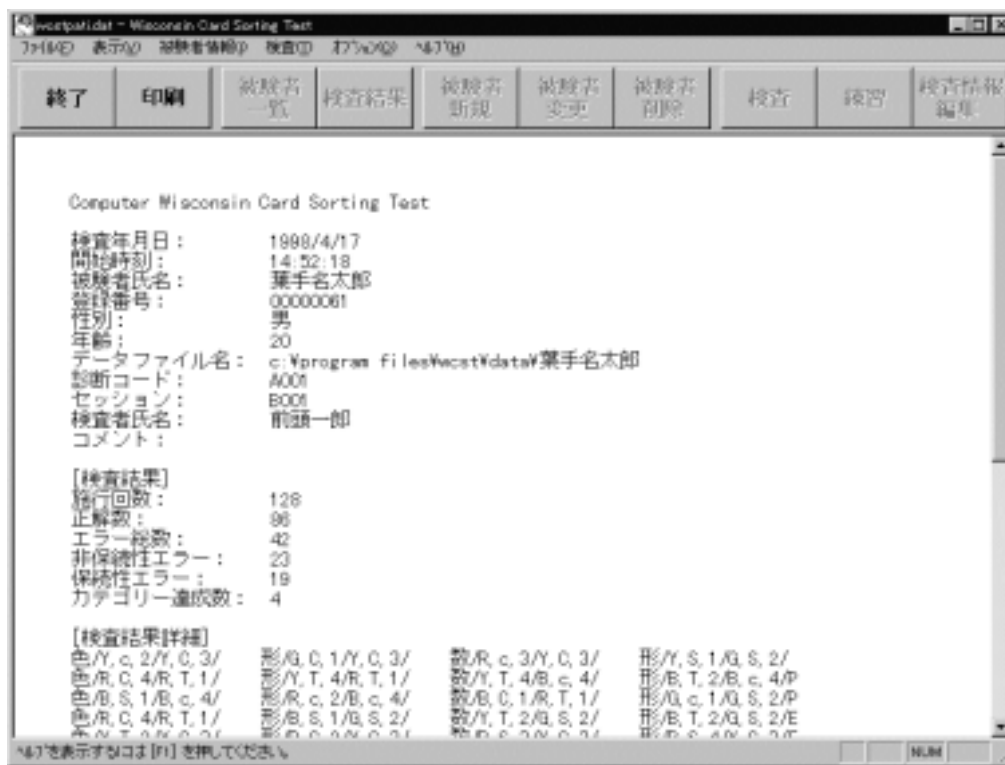 wcstpati.dat - Wisconsin Card Sorting Test
ファイル(F) 表示(V) 被験者情報(I) 検査(T) オプション(O) ヘルプ(H)
終了 印刷 被験者一覧 検査結果 被験者新規 被験者変更 被験者削除 検査 練習 検査情報編集
Computer Wisconsin Card Sorting Test
検査年月日: 1998/4/17
開始時刻: 14:52:18
被験者氏名: 葉手名太郎
登録番号: 00000061
性別: 男
年齢: 20
データファイル名: c:¥program files¥wcst¥data¥葉手名太郎
診断コード: A001
セッション: B001
検査者氏名: 前頭一郎
コメント:
[検査結果]
施行回数: 128
正解数: 86
エラー総数: 42
非保続性エラー: 23
保続性エラー: 19
カテゴリー達成数: 4
[検査結果詳細]
色/Y, c, 2/Y, C, 3/ 形/G, C, 1/Y, C, 3/ 数/R, c, 3/Y, C, 3/ 形/Y, S, 1/G, S, 2/
色/R, C, 4/R, T, 1/ 形/Y, T, 4/R, T, 1/ 数/Y, T, 4/B, c, 4/ 形/B, T, 2/B, c, 4/P
色/B, S, 1/B, c, 4/ 形/R, c, 2/B, c, 4/ 数/B, C, 1/R, T, 1/ 形/G, c, 1/G, S, 2/P
色/R, C, 4/R, T, 1/ 形/B, S, 1/G, S, 2/ 数/Y, T, 2/G, S, 2/ 形/B, T, 2/G, S, 2/E
ヘルプを表示するには [F1] を押してください。
NUM